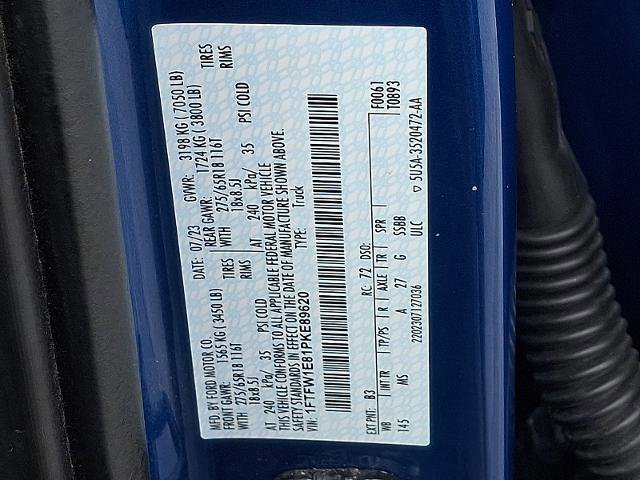 MFD. BY FORD MOTOR CO.
DATE: 07/23 GVWR: 3198 KG ( 7050 LB)
FRONT GAWR: 1565 KG (3450 LB) REAR GAWR: 1724 KG ( 3800 LB)
WITH 275/65R18 116T TIRES WITH 275/65R18 116T TIRES
18x8.5J RIMS 18x8.5J RIMS
AT 240 kPa/ 35 PSI COLD AT 240 kPa/ 35 PSI COLD
THIS VEHICLE CONFORMS TO ALL APPLICABLE FEDERAL MOTOR VEHICLE
SAFETY STANDARDS IN EFFECT ON THE DATE OF MANUFACTURE SHOWN ABOVE.
VIN: 1FTFW1E81PKE89620 TYPE: Truck
EXT PNT: B3 RC: 72 DSO: F0061
T0893
WB INT TR TP/PS R AXLE TR SPR
145 MS A 27 G SSBB
2202307127036 ULC ▽ 5U5A-3520472-AA